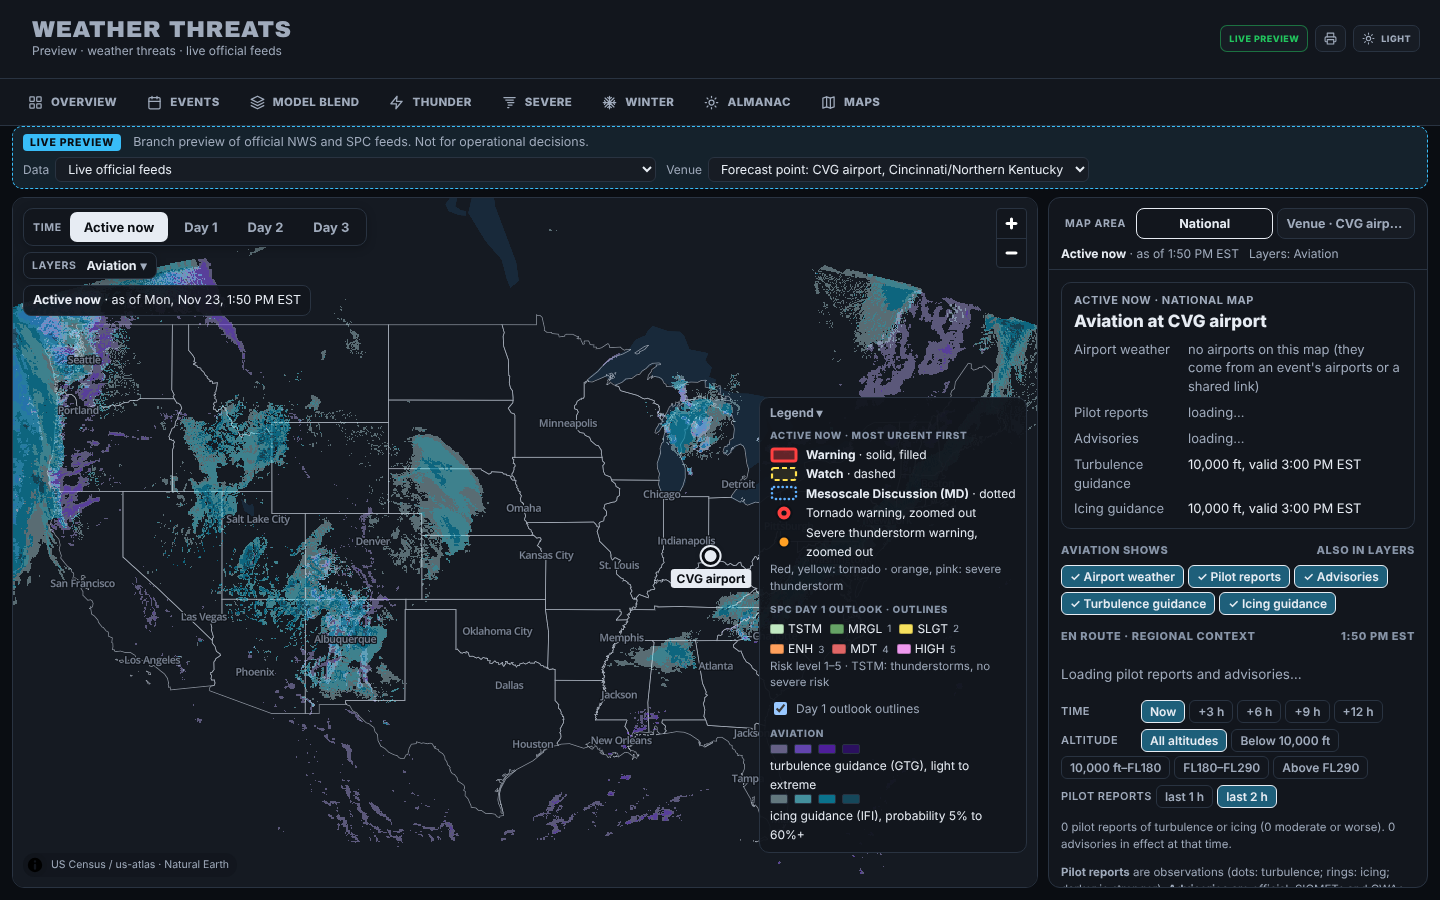 WEATHER THREATS
Preview · weather threats · live official feeds
LIVE PREVIEW
LIGHT
OVERVIEW
EVENTS
MODEL BLEND
THUNDER
SEVERE
WINTER
ALMANAC
MAPS
LIVE PREVIEW Branch preview of official NWS and SPC feeds. Not for operational decisions.
Data Live official feeds Venue Forecast point: CVG airport, Cincinnati/Northern Kentucky
TIME Active now Day 1 Day 2 Day 3
LAYERS Aviation ▾
Active now · as of Mon, Nov 23, 1:50 PM EST
+
−
Seattle
Portland
Minneapolis
Chicago
Detroit
Salt Lake City
Omaha
Denver
Indianapolis
Kansas City
St. Louis
San Francisco
CVG airport
Las Vegas
Albuquerque
Oklahoma City
Memphis
Los Angeles
Phoenix
Atlanta
Dallas
Jackson
Houston
New Orleans
US Census / us-atlas · Natural Earth
Legend ▾
ACTIVE NOW · MOST URGENT FIRST
Warning · solid, filled
Watch · dashed
Mesoscale Discussion (MD) · dotted
Tornado warning, zoomed out
Severe thunderstorm warning,
zoomed out
Red, yellow: tornado · orange, pink: severe
thunderstorm
SPC DAY 1 OUTLOOK · OUTLINES
TSTM MRGL 1 SLGT 2
ENH 3 MDT 4 HIGH 5
Risk level 1–5 · TSTM: thunderstorms, no
severe risk
Day 1 outlook outlines
AVIATION
turbulence guidance (GTG), light to
extreme
icing guidance (IFI), probability 5% to
60%+
MAP AREA National Venue · CVG airp...
Active now · as of 1:50 PM EST Layers: Aviation
ACTIVE NOW · NATIONAL MAP
Aviation at CVG airport
Airport weather no airports on this map (they
come from an event's airports or a
shared link)
Pilot reports loading…
Advisories loading…
Turbulence 10,000 ft, valid 3:00 PM EST
guidance
Icing guidance 10,000 ft, valid 3:00 PM EST
AVIATION SHOWS ALSO IN LAYERS
✓ Airport weather ✓ Pilot reports ✓ Advisories
✓ Turbulence guidance ✓ Icing guidance
EN ROUTE · REGIONAL CONTEXT 1:50 PM EST
Loading pilot reports and advisories…
TIME Now +3 h +6 h +9 h +12 h
ALTITUDE All altitudes Below 10,000 ft
10,000 ft–FL180 FL180–FL290 Above FL290
PILOT REPORTS last 1 h last 2 h
0 pilot reports of turbulence or icing (0 moderate or worse). 0
advisories in effect at that time.
Pilot reports are observations (dots: turbulence; rings: icing;